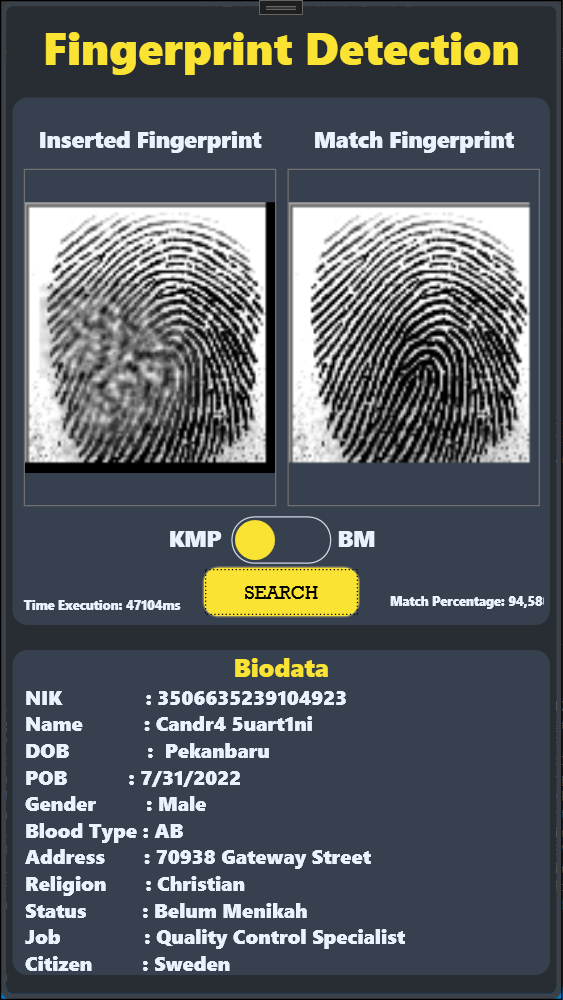 Fingerprint Detection
Inserted Fingerprint Match Fingerprint
KMP BM
SEARCH
Time Execution: 47104ms Match Percentage: 94,58
Biodata
NIK : 3506635239104923
Name : Candr4 5uart1ni
DOB : Pekanbaru
POB : 7/31/2022
Gender : Male
Blood Type : AB
Address : 70938 Gateway Street
Religion : Christian
Status : Belum Menikah
Job : Quality Control Specialist
Citizen : Sweden